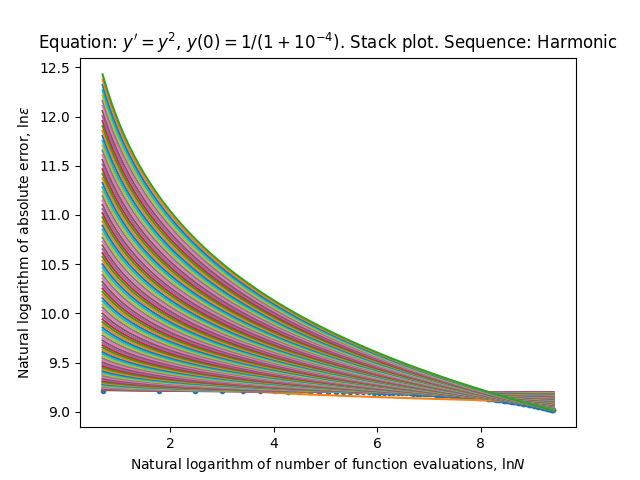 Equation: y′ = y², y(0) = 1/(1 + 10⁻⁴). Stack plot. Sequence: Harmonic
12.5
12.0
11.5
11.0
10.5
10.0
9.5
9.0
Natural logarithm of absolute error, lnε
2 4 6 8
Natural logarithm of number of function evaluations, lnN